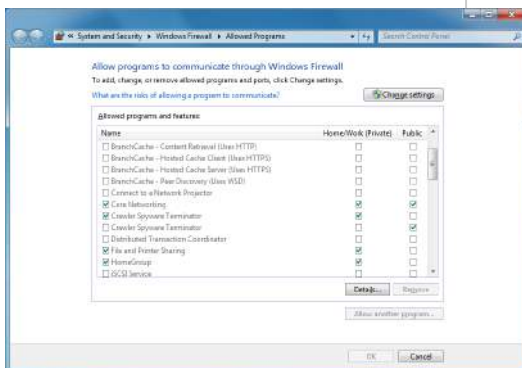 « System and Security ▸ Windows Firewall ▸ Allowed Programs
Search Control Panel
Allow programs to communicate through Windows Firewall
To add, change, or remove allowed programs and ports, click Change settings.
What are the risks of allowing a program to communicate?
Change settings
Allowed programs and features:
Name Home/Work (Private) Public
BranchCache - Content Retrieval (Uses HTTP)
BranchCache - Hosted Cache Client (Uses HTTPS)
BranchCache - Hosted Cache Server (Uses HTTPS)
BranchCache - Peer Discovery (Uses WSD)
Connect to a Network Projector
Core Networking
Crawler Spyware Terminator
Crawler Spyware Terminator
Distributed Transaction Coordinator
File and Printer Sharing
HomeGroup
iSCSI Service
Details... Remove
Allow another program...
OK Cancel